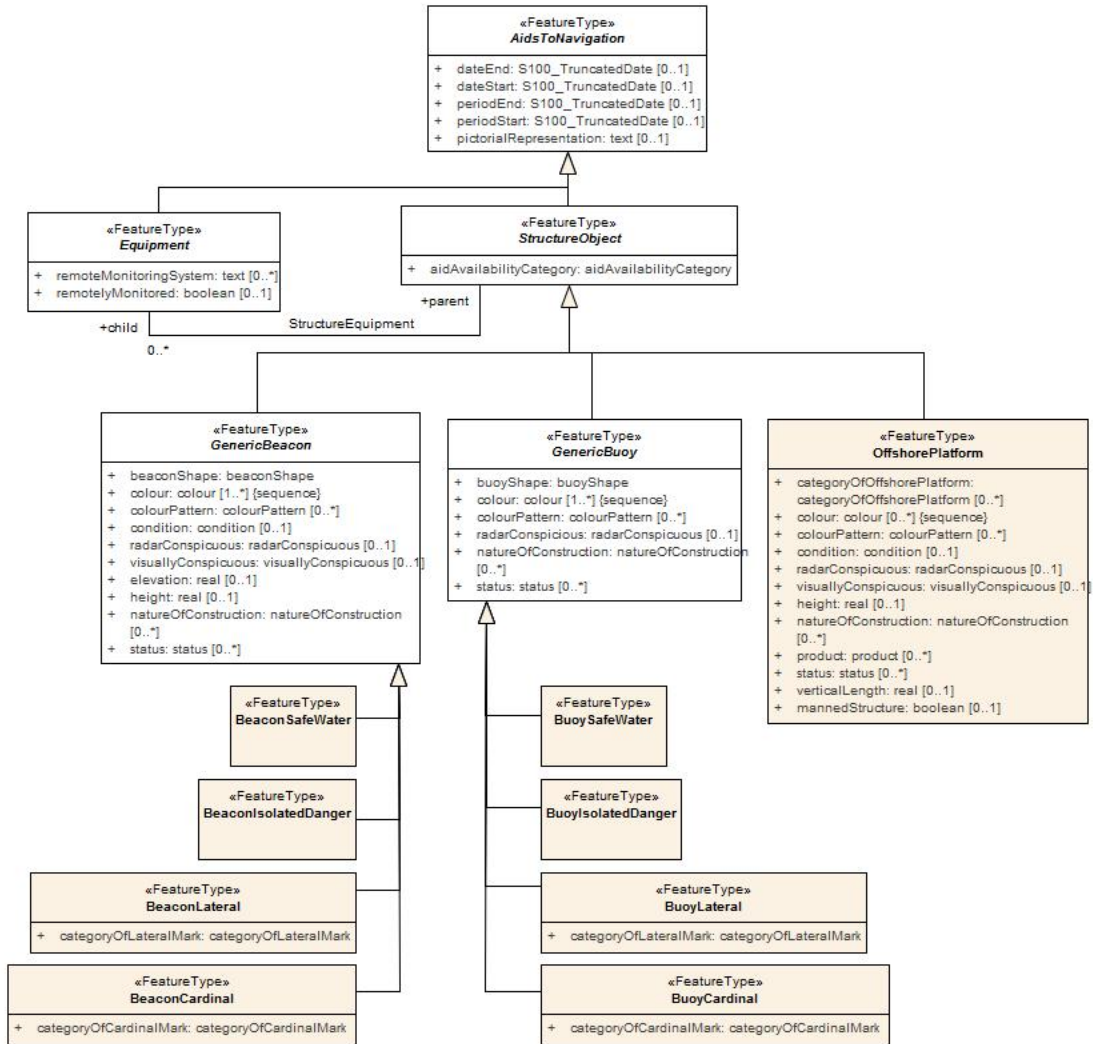 «FeatureType»
AidsToNavigation
+ dateEnd: S100_TruncatedDate [0..1]
+ dateStart: S100_TruncatedDate [0..1]
+ periodEnd: S100_TruncatedDate [0..1]
+ periodStart: S100_TruncatedDate [0..1]
+ pictorialRepresentation: text [0..1]
«FeatureType»
Equipment
+ remoteMonitoringSystem: text [0..*]
+ remotelyMonitored: boolean [0..1]
«FeatureType»
StructureObject
+ aidAvailabilityCategory: aidAvailabilityCategory
+child
0..*
StructureEquipment
+parent
«FeatureType»
GenericBeacon
+ beaconShape: beaconShape
+ colour: colour [1..*] {sequence}
+ colourPattern: colourPattern [0..*]
+ condition: condition [0..1]
+ radarConspicuous: radarConspicuous [0..1]
+ visuallyConspicuous: visuallyConspicuous [0..1]
+ elevation: real [0..1]
+ height: real [0..1]
+ natureOfConstruction: natureOfConstruction
[0..*]
+ status: status [0..*]
«FeatureType»
GenericBuoy
+ buoyShape: buoyShape
+ colour: colour [1..*] {sequence}
+ colourPattern: colourPattern [0..*]
+ radarConspicious: radarConspicuous [0..1]
+ natureOfConstruction: natureOfConstruction
[0..*]
+ status: status [0..*]
«FeatureType»
OffshorePlatform
+ categoryOfOffshorePlatform:
categoryOfOffshorePlatform [0..*]
+ colour: colour [0..*] {sequence}
+ colourPattern: colourPattern [0..*]
+ condition: condition [0..1]
+ radarConspicuous: radarConspicuous [0..1]
+ visuallyConspicuous: visuallyConspicuous [0..1]
+ height: real [0..1]
+ natureOfConstruction: natureOfConstruction
[0..*]
+ product: product [0..*]
+ status: status [0..*]
+ verticalLength: real [0..1]
+ mannedStructure: boolean [0..1]
«FeatureType»
BeaconSafeWater
«FeatureType»
BuoySafeWater
«FeatureType»
BeaconIsolatedDanger
«FeatureType»
BuoyIsolatedDanger
«FeatureType»
BeaconLateral
+ categoryOfLateralMark: categoryOfLateralMark
«FeatureType»
BuoyLateral
+ categoryOfLateralMark: categoryOfLateralMark
«FeatureType»
BeaconCardinal
+ categoryOfCardinalMark: categoryOfCardinalMark
«FeatureType»
BuoyCardinal
+ categoryOfCardinalMark: categoryOfCardinalMark